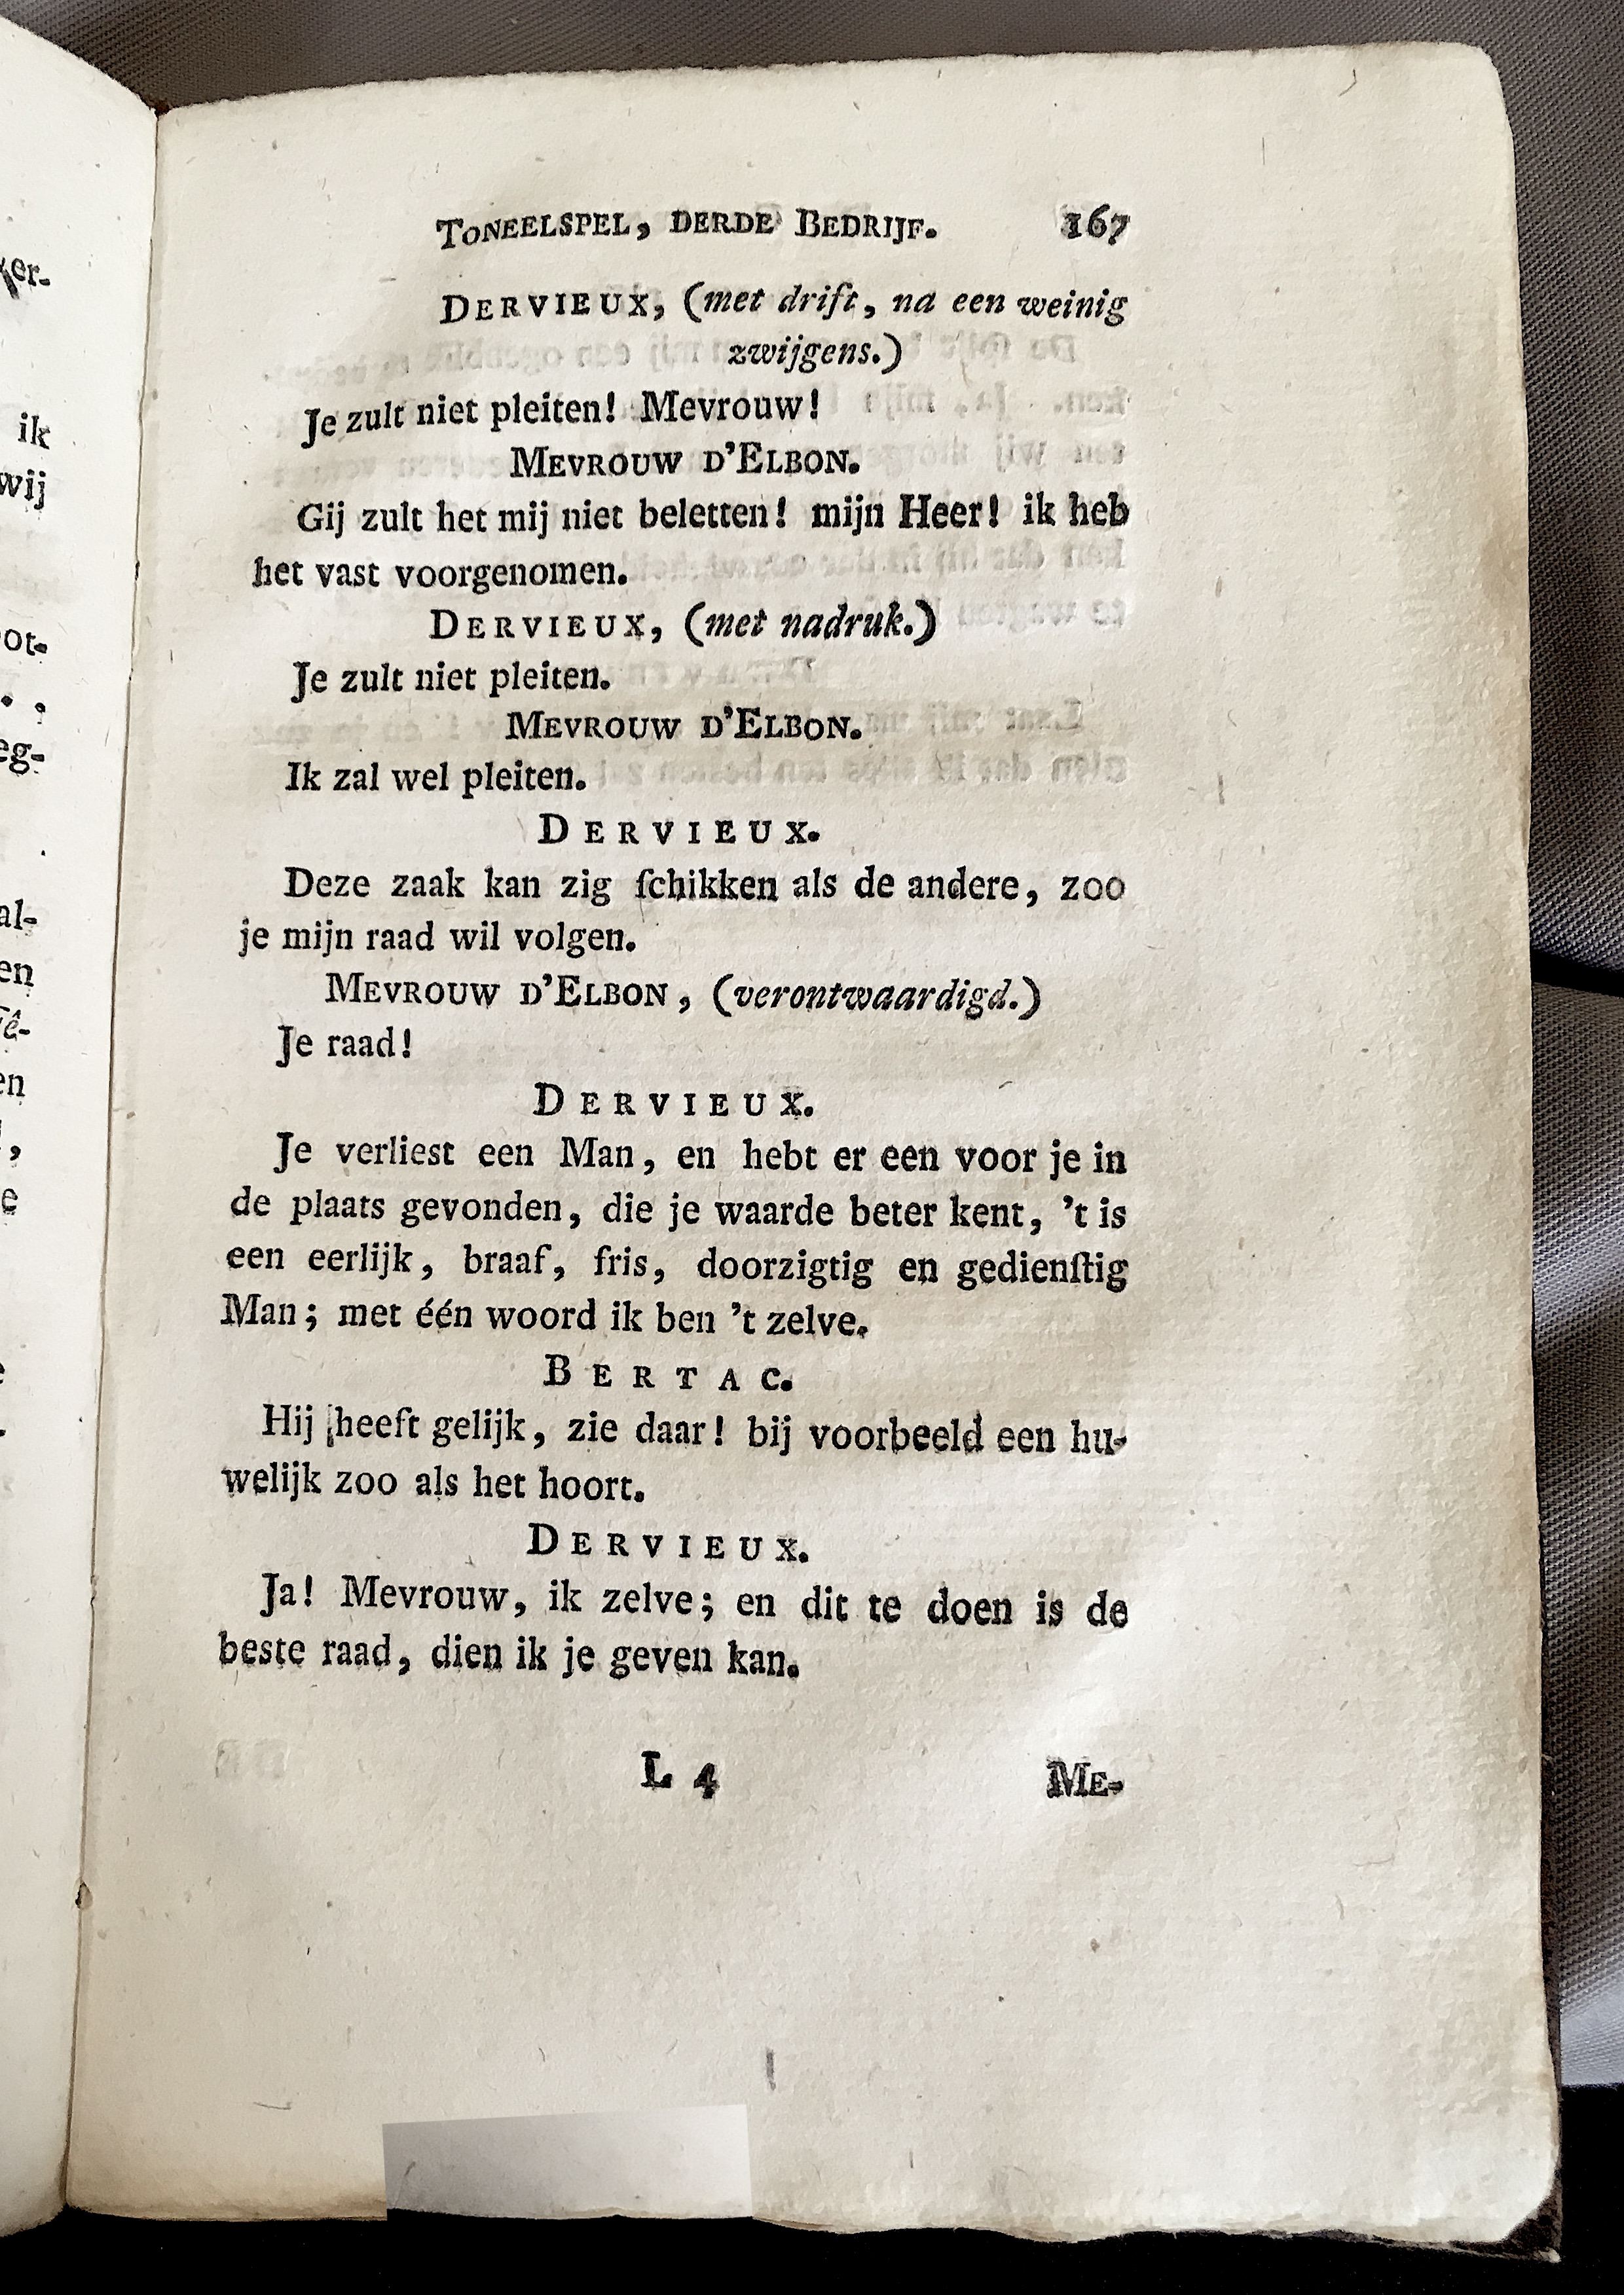 Toneelspel, derde Bedrijf. 167
Dervieux, (met drift, na een weinig
zwijgens.)
Je zult niet pleiten! Mevrouw!
Mevrouw d'Elbon.
Gij zult het mij niet beletten! mijn Heer! ik heb
het vast voorgenomen.
Dervieux, (met nadruk.)
Je zult niet pleiten.
Mevrouw d'Elbon.
Ik zal wel pleiten.
Dervieux.
Deze zaak kan zig ſchikken als de andere, zoo
je mijn raad wil volgen.
Mevrouw d'Elbon, (verontwaardigd.)
Je raad!
Dervieux.
Je verliest een Man, en hebt er een voor je in
de plaats gevonden, die je waarde beter kent, 't is
een eerlijk, braaf, fris, doorzigtig en gedienſtig
Man; met één woord ik ben 't zelve.
Bertac.
Hij heeft gelijk, zie daar! bij voorbeeld een hu-
welijk zoo als het hoort.
Dervieux.
Ja! Mevrouw, ik zelve; en dit te doen is de
beste raad, dien ik je geven kan.
L 4 Me-